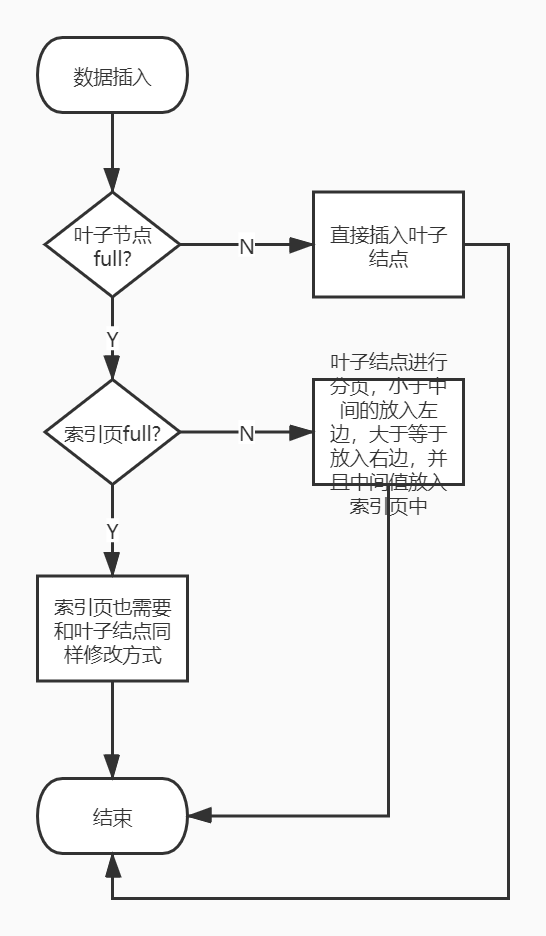 数据插入
叶子节点
full?
N
直接插入叶子
结点
Y
索引页full?
N
叶子结点进行
分页，小于中
间的放入左
边，大于等于
放入右边，并
且中间值放入
索引页中
Y
索引页也需要
和叶子结点同
样修改方式
结束